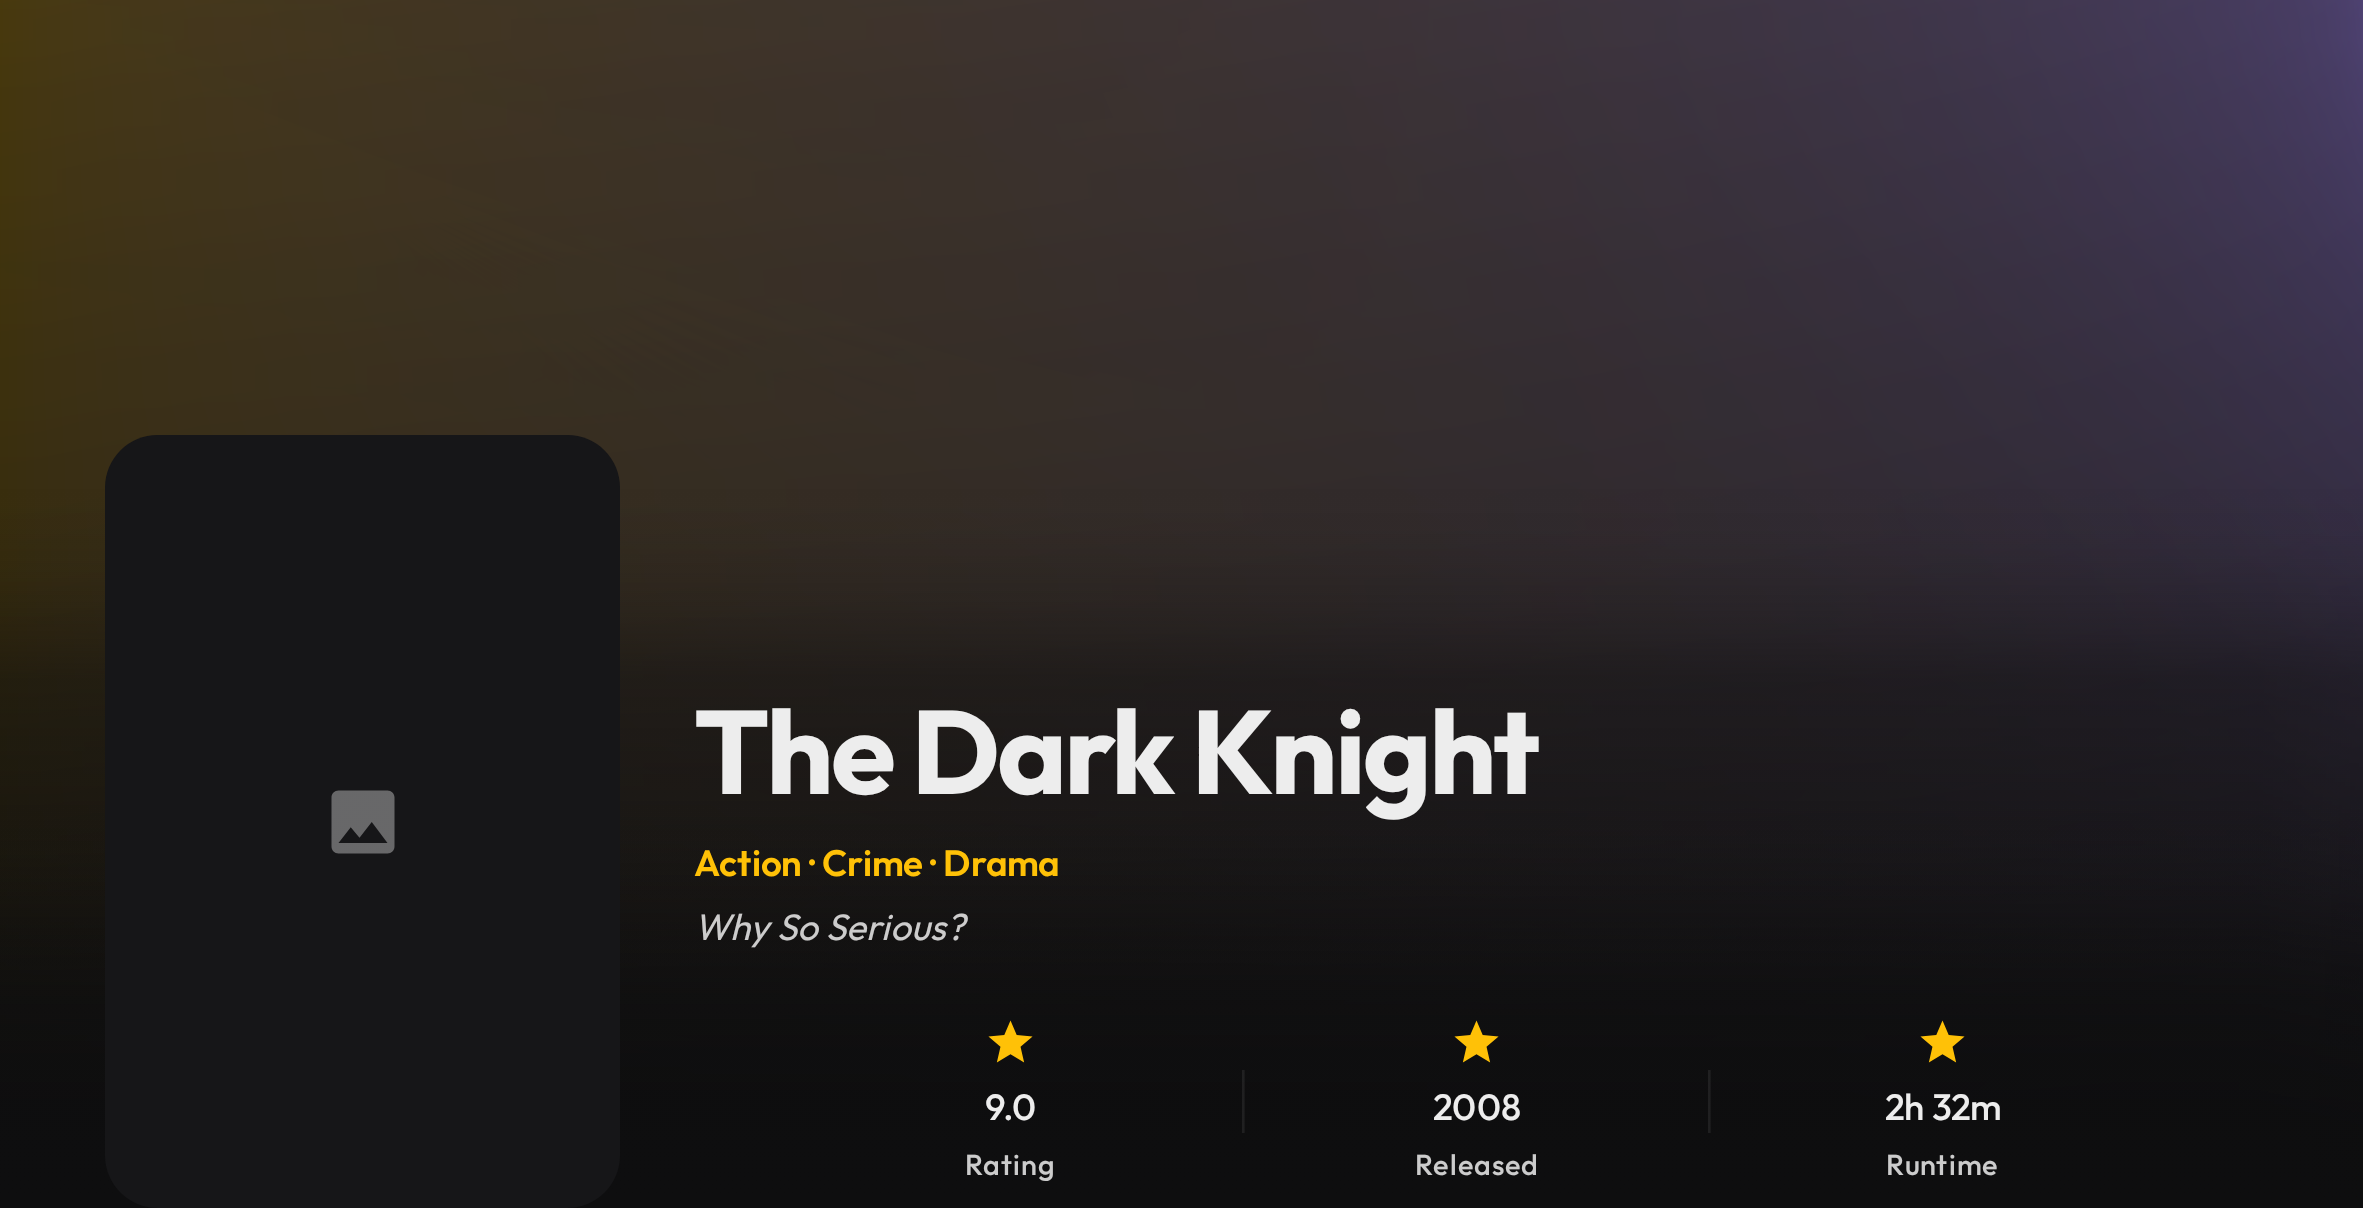 The Dark Knight
Action · Crime · Drama
Why So Serious?
9.0
2008
2h 32m
Rating
Released
Runtime